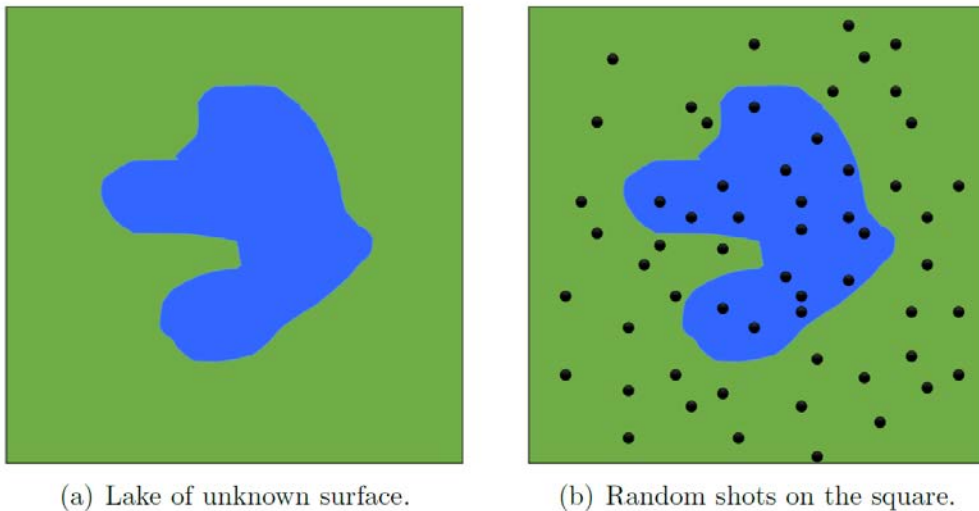 (a) Lake of unknown surface.
(b) Random shots on the square.